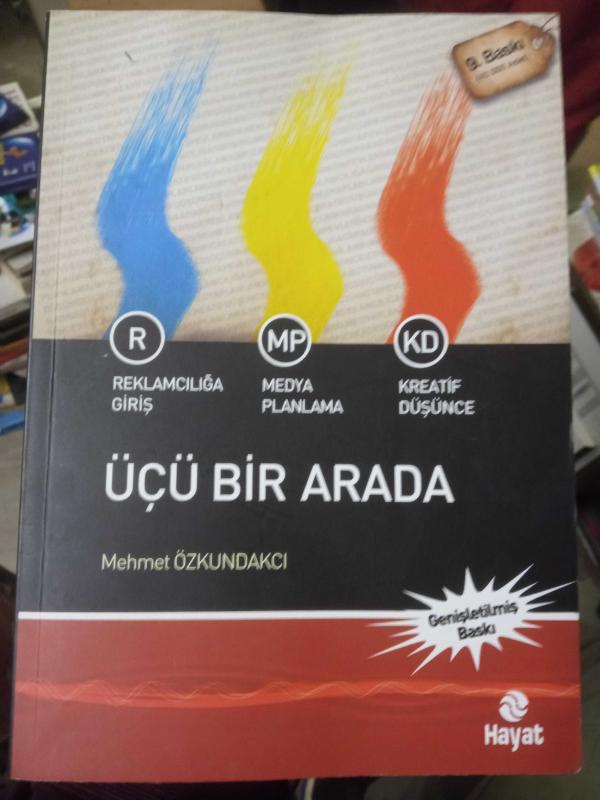 9. Baskı
R
REKLAMCILIĞA
GİRİŞ
MP
MEDYA
PLANLAMA
KD
KREATİF
DÜŞÜNCE
ÜÇÜ BİR ARADA
Mehmet ÖZKUNDAKCI
Genişletilmiş
Baskı
Hayat